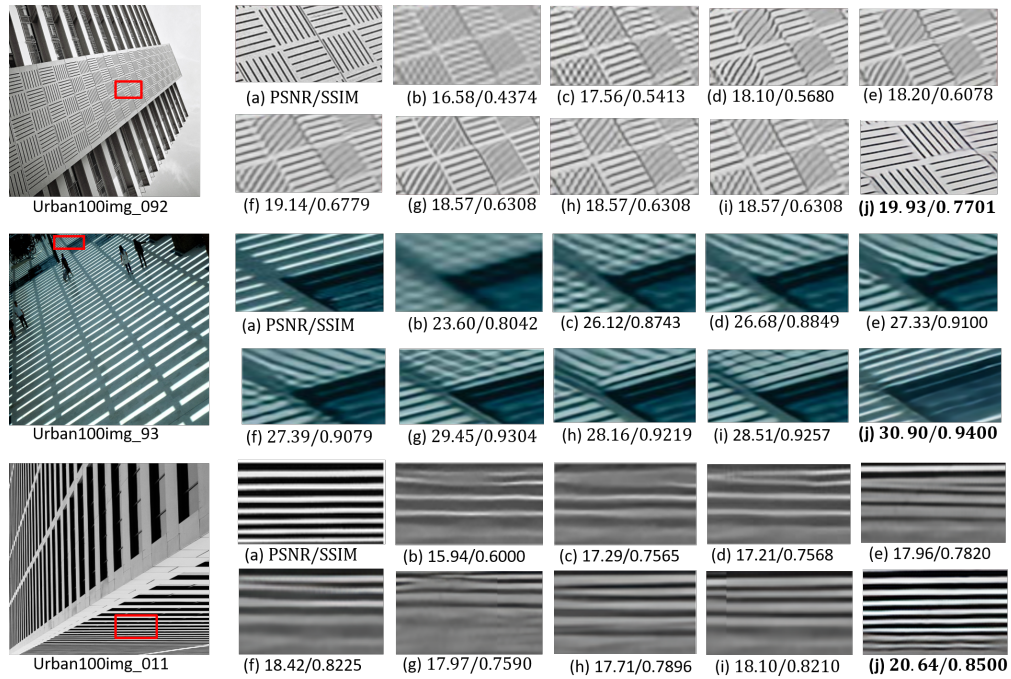 (a) PSNR/SSIM
(b) 16.58/0.4374
(c) 17.56/0.5413
(d) 18.10/0.5680
(e) 18.20/0.6078
(f) 19.14/0.6779
(g) 18.57/0.6308
(h) 18.57/0.6308
(i) 18.57/0.6308
(j) 19.93/0.7701
Urban100img_092
(a) PSNR/SSIM
(b) 23.60/0.8042
(c) 26.12/0.8743
(d) 26.68/0.8849
(e) 27.33/0.9100
(f) 27.39/0.9079
(g) 29.45/0.9304
(h) 28.16/0.9219
(i) 28.51/0.9257
(j) 30.90/0.9400
Urban100img_93
(a) PSNR/SSIM
(b) 15.94/0.6000
(c) 17.29/0.7565
(d) 17.21/0.7568
(e) 17.96/0.7820
(f) 18.42/0.8225
(g) 17.97/0.7590
(h) 17.71/0.7896
(i) 18.10/0.8210
(j) 20.64/0.8500
Urban100img_011